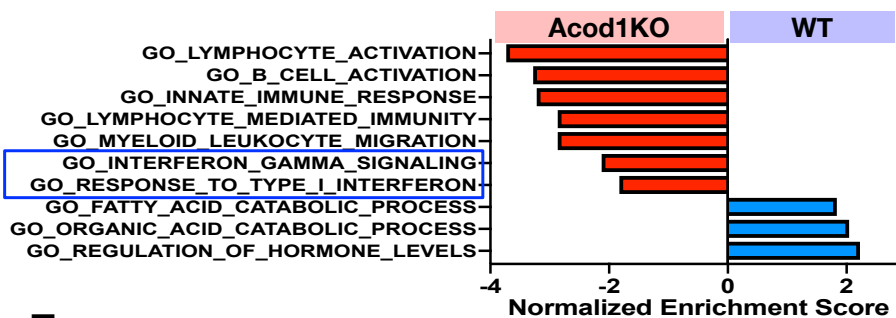 Acod1KO WT
GO_LYMPHOCYTE_ACTIVATION
GO_B_CELL_ACTIVATION
GO_INNATE_IMMUNE_RESPONSE
GO_LYMPHOCYTE_MEDIATED_IMMUNITY
GO_MYELOID_LEUKOCYTE_MIGRATION
GO_INTERFERON_GAMMA_SIGNALING
GO_RESPONSE_TO_TYPE_I_INTERFERON
GO_FATTY_ACID_CATABOLIC_PROCESS
GO_ORGANIC_ACID_CATABOLIC_PROCESS
GO_REGULATION_OF_HORMONE_LEVELS
-4 -2 0 2
Normalized Enrichment Score